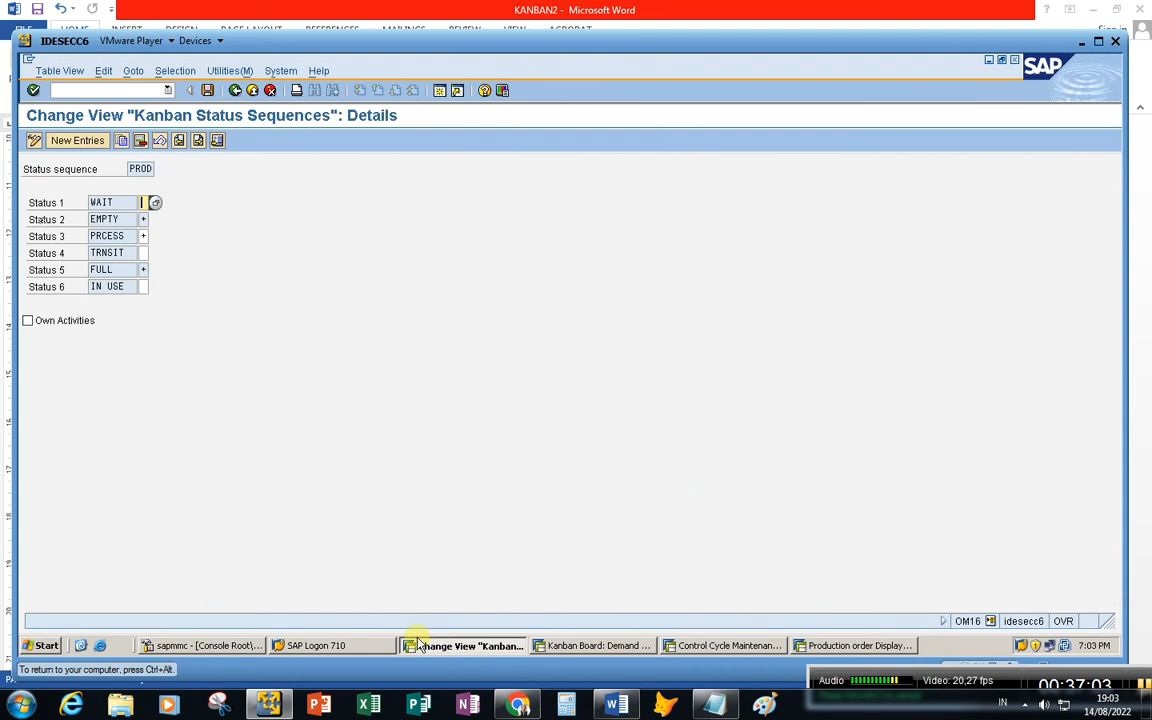 KANBAN2 - Microsoft Word
IDESECC6 VMware Player Devices
Table View Edit Goto Selection Utilities(M) System Help
SAP
Change View "Kanban Status Sequences": Details
New Entries
Status sequence PROD
Status 1 WAIT
Status 2 EMPTY +
Status 3 PRCESS +
Status 4 TRNSIT
Status 5 FULL +
Status 6 IN USE
Own Activities
OM16 idesecc6 OVR
Start sapmmc - [Console Root\... SAP Logon 710 Change View "Kanban... Kanban Board: Demand ... Control Cycle Maintenan... Production order Display... 7:03 PM
To return to your computer, press Ctrl+Alt.
Audio Video: 20,27 fps
00:37:03
IN 19:03
14/08/2022